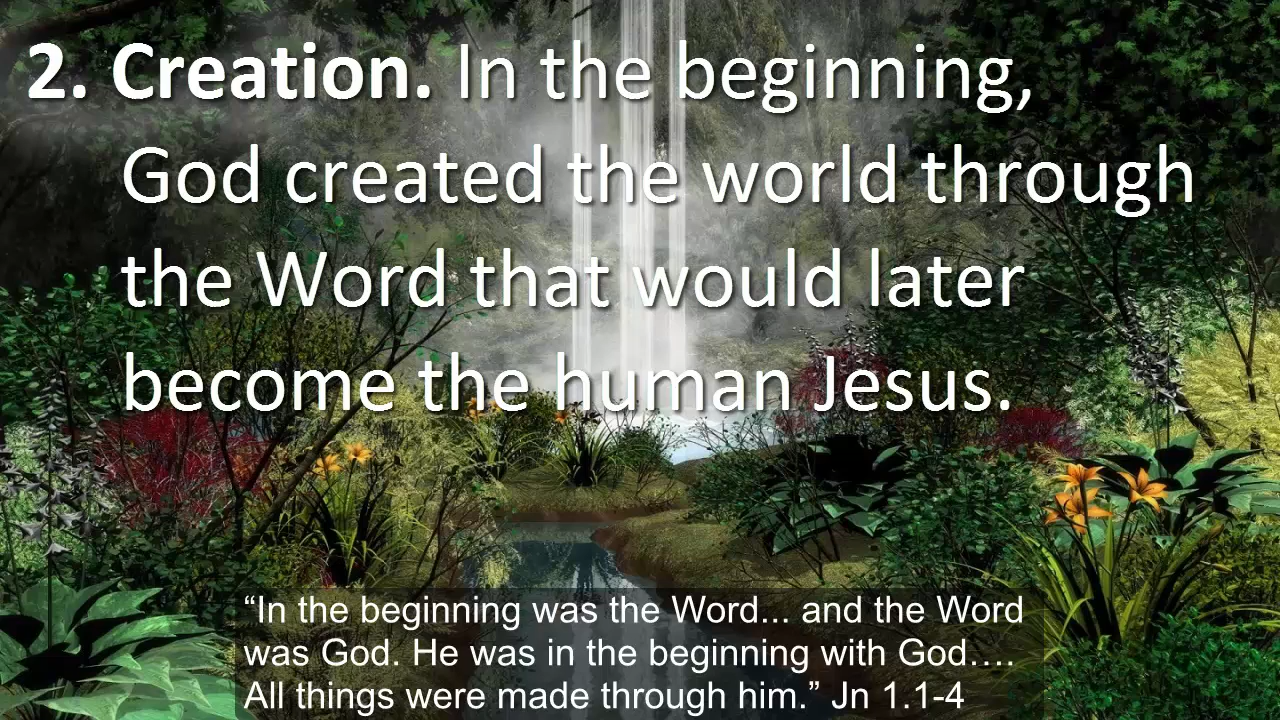 2. Creation. In the beginning,
God created the world through
the Word that would later
become the human Jesus.
“In the beginning was the Word... and the Word
was God. He was in the beginning with God….
All things were made through him.” Jn 1.1-4